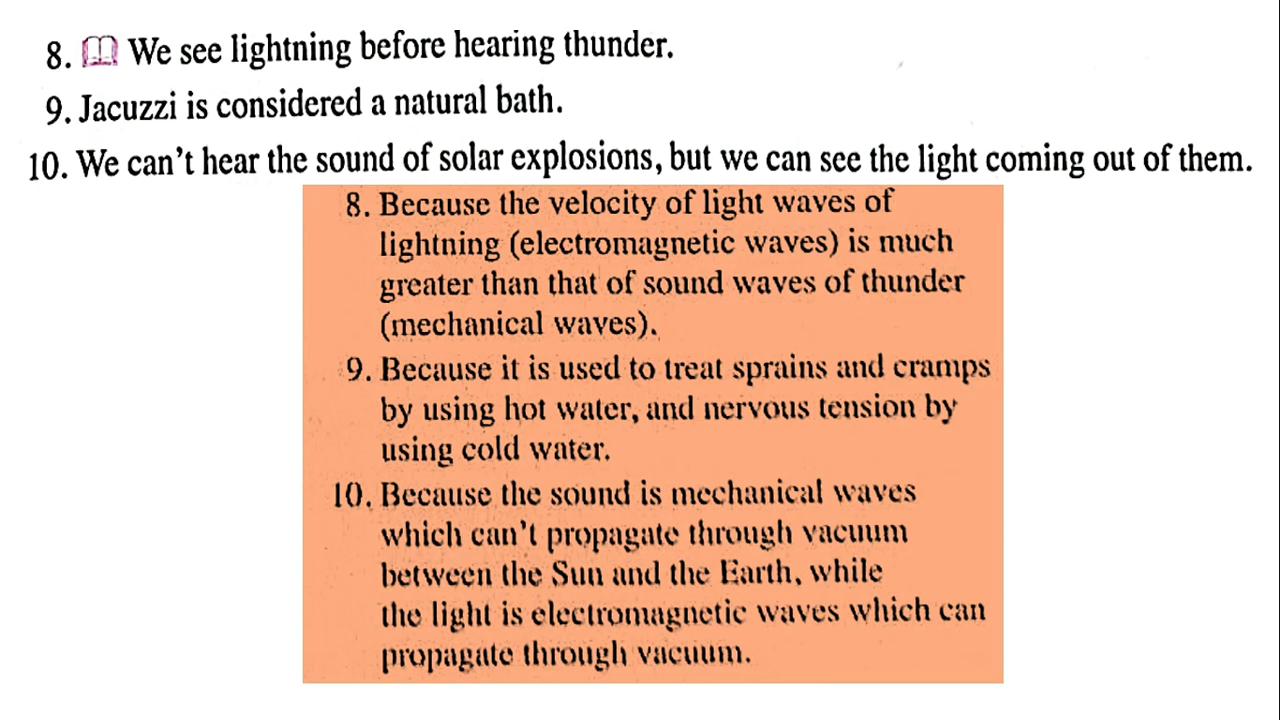 8. We see lightning before hearing thunder.
9. Jacuzzi is considered a natural bath.
10. We can't hear the sound of solar explosions, but we can see the light coming out of them.
8. Because the velocity of light waves of
lightning (electromagnetic waves) is much
greater than that of sound waves of thunder
(mechanical waves).
9. Because it is used to treat sprains and cramps
by using hot water, and nervous tension by
using cold water.
10. Because the sound is mechanical waves
which can't propagate through vacuum
between the Sun and the Earth, while
the light is electromagnetic waves which can
propagate through vacuum.